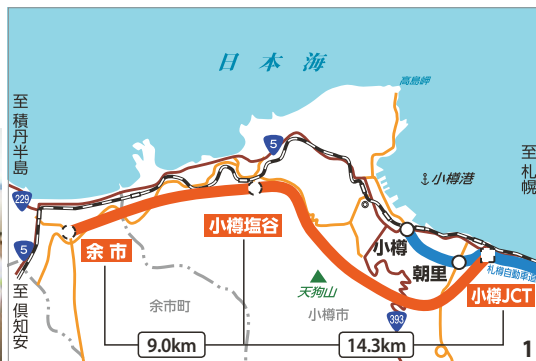 日本海
高島岬
至積丹半島
5
至札幌
小樽港
229
小樽塩谷
余市
小樽
5
朝里
札樽自動車道
小樽JCT
至倶知安
天狗山
余市町
小樽市
393
9.0km
14.3km
1